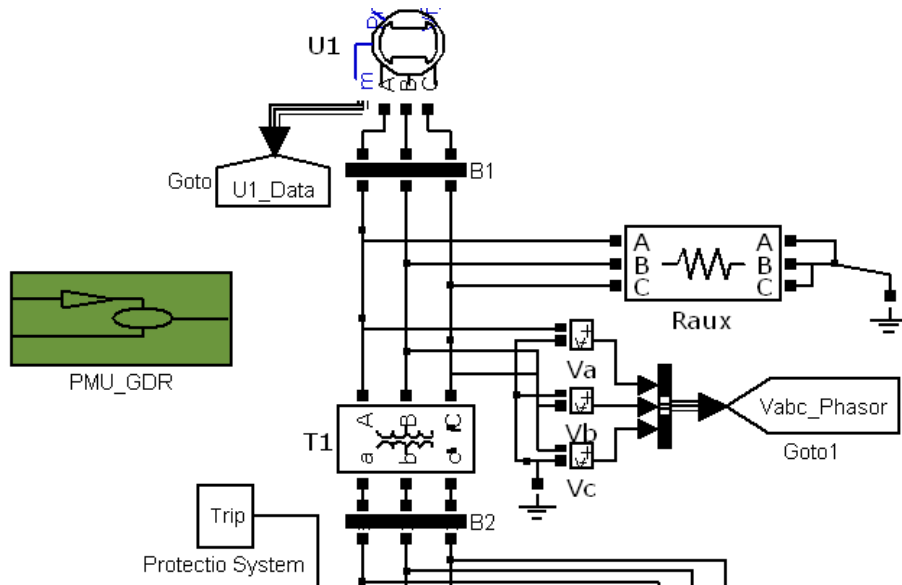 U1
m A B C
Goto
U1_Data
B1
A A
B B
C C
Raux
PMU_GDR
Va
Vabc_Phasor
Goto1
Vb
Vc
A B C
T1
a b c
B2
Trip
Protectio System